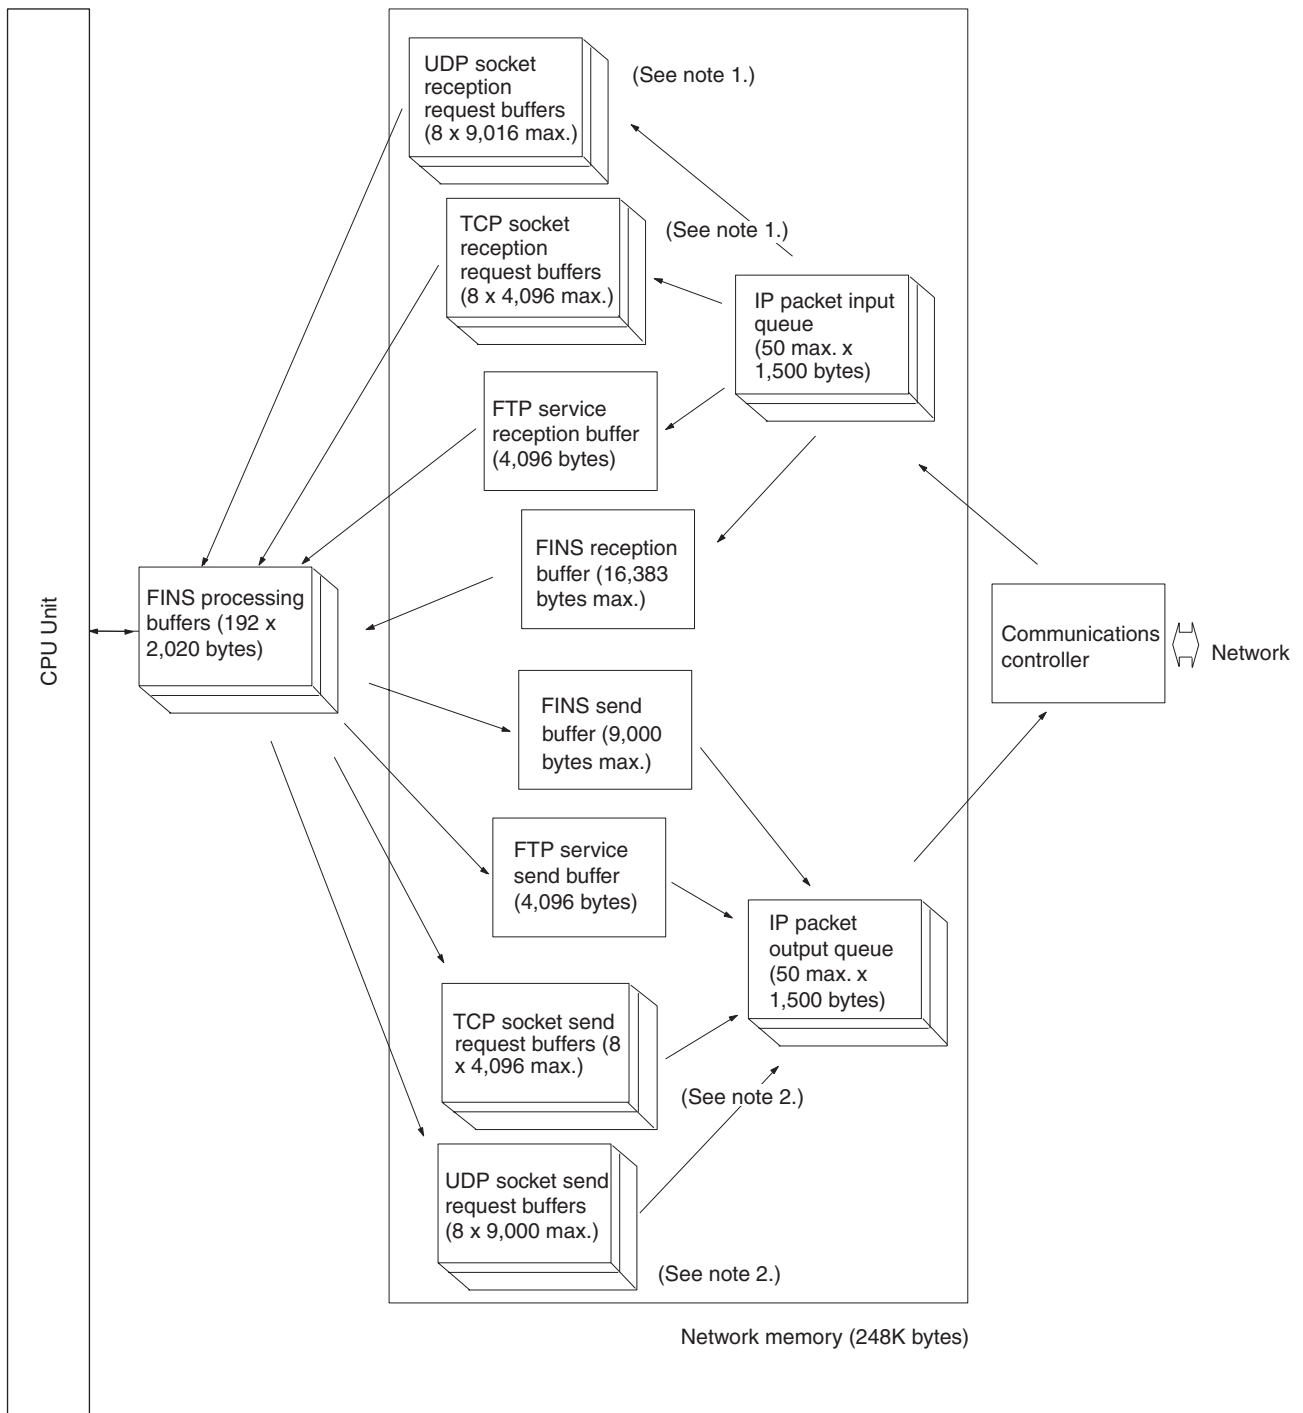 UDP socket
reception
request buffers
(8 x 9,016 max.)
(See note 1.)
TCP socket
reception
request buffers
(8 x 4,096 max.)
(See note 1.)
IP packet input
queue
(50 max. x
1,500 bytes)
FTP service
reception buffer
(4,096 bytes)
FINS reception
buffer (16,383
bytes max.)
CPU Unit
FINS processing
buffers (192 x
2,020 bytes)
Communications
controller
Network
FINS send
buffer (9,000
bytes max.)
FTP service
send buffer
(4,096 bytes)
IP packet
output queue
(50 max. x
1,500 bytes)
TCP socket send
request buffers (8
x 4,096 max.)
(See note 2.)
UDP socket send
request buffers
(8 x 9,000 max.)
(See note 2.)
Network memory (248K bytes)